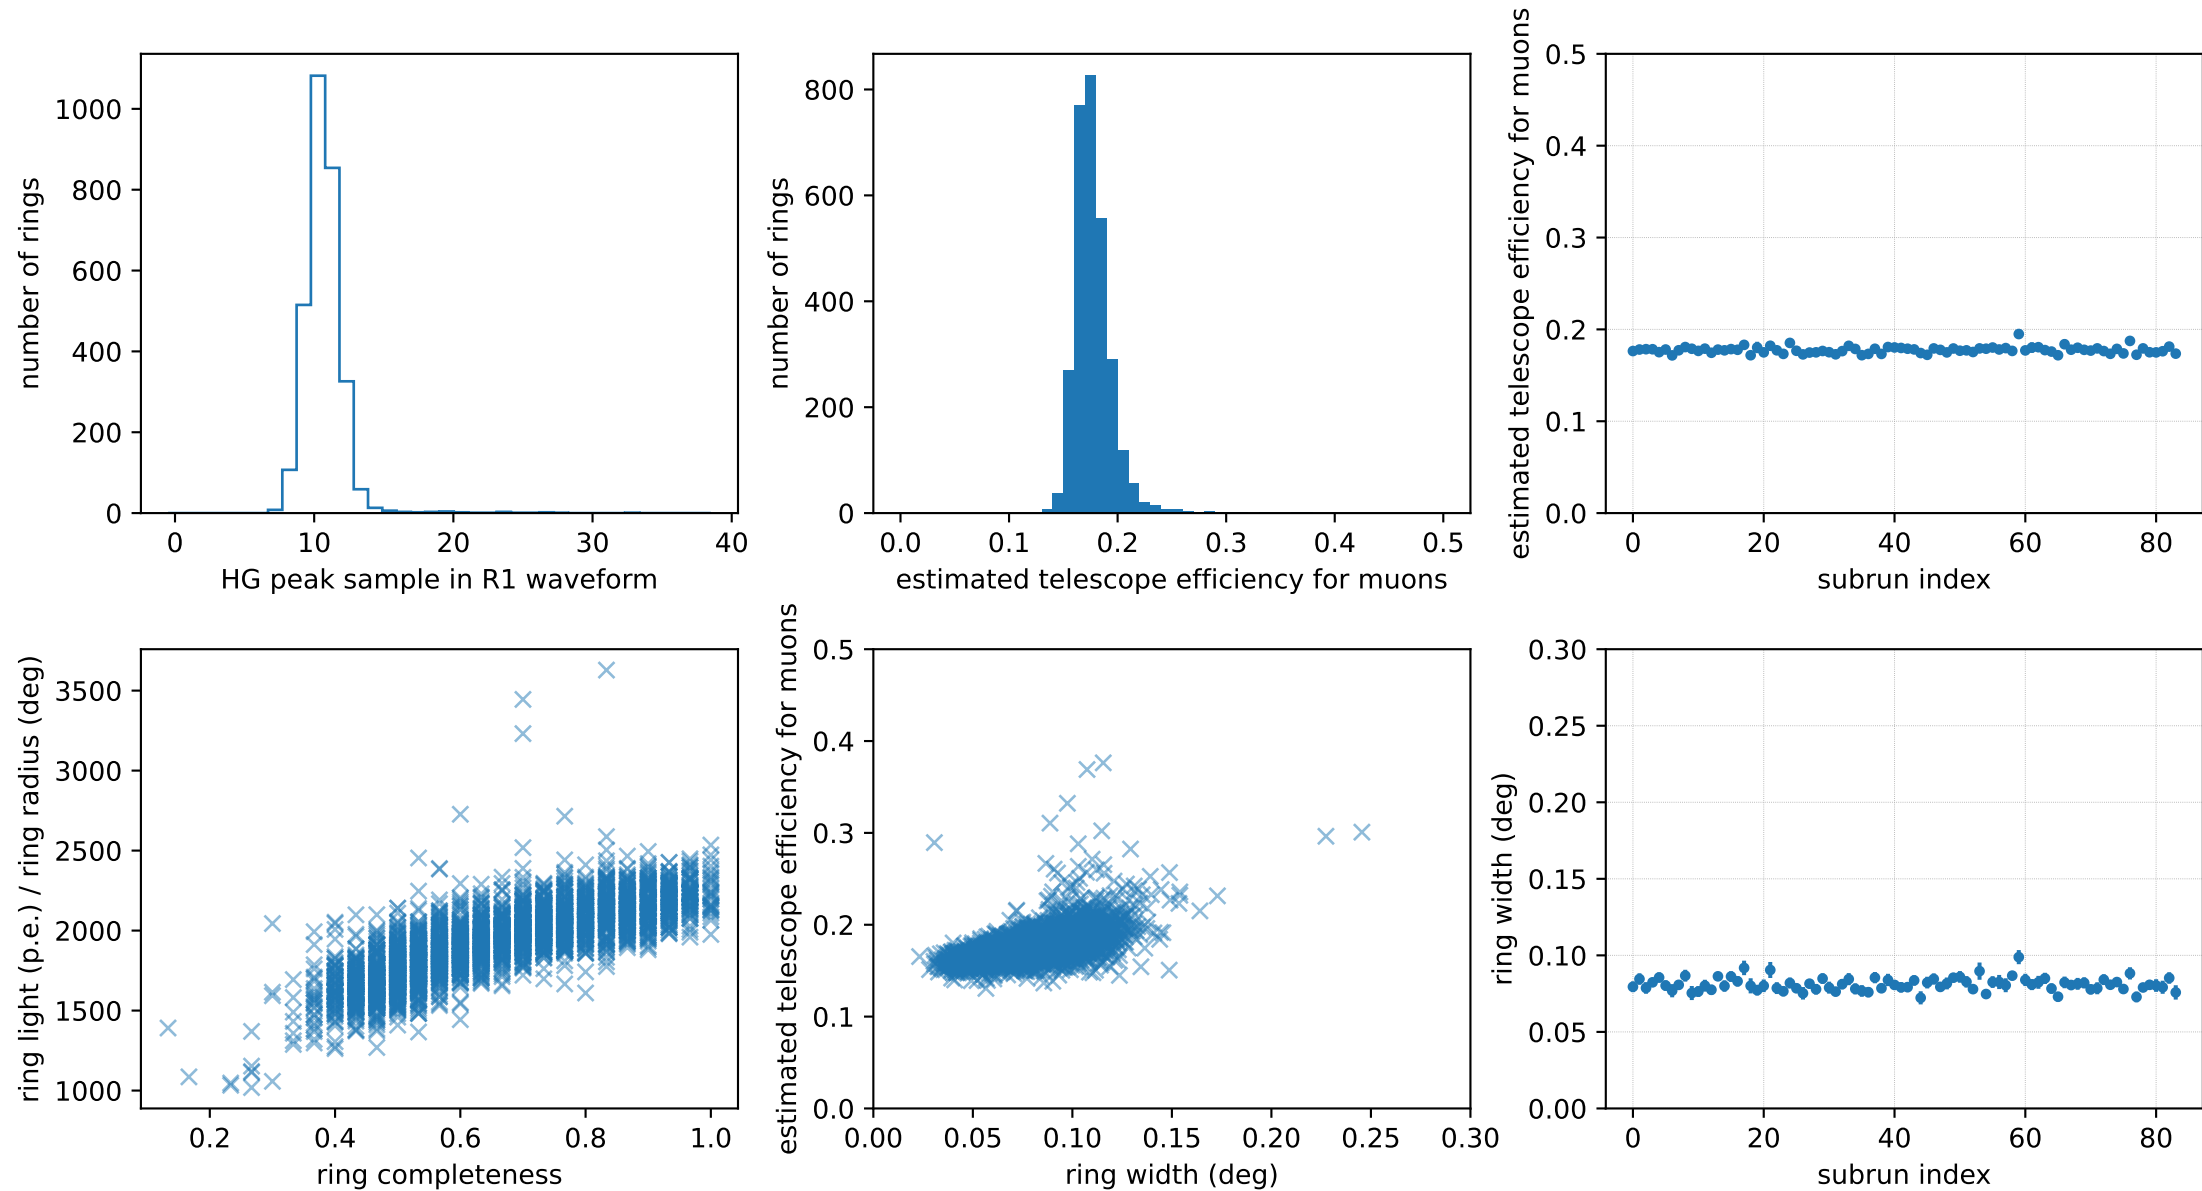 number of rings
1000
800
600
400
200
0
0 10 20 30 40
HG peak sample in R1 waveform
number of rings
800
600
400
200
0
0.0 0.1 0.2 0.3 0.4 0.5
estimated telescope efficiency for muons
estimated telescope efficiency for muons
0.5
0.4
0.3
0.2
0.1
0.0
0 20 40 60 80
subrun index
ring light (p.e.) / ring radius (deg)
3500
3000
2500
2000
1500
1000
0.2 0.4 0.6 0.8 1.0
ring completeness
estimated telescope efficiency for muons
0.5
0.4
0.3
0.2
0.1
0.0
0.00 0.05 0.10 0.15 0.20 0.25 0.30
ring width (deg)
ring width (deg)
0.30
0.25
0.20
0.15
0.10
0.05
0.00
0 20 40 60 80
subrun index